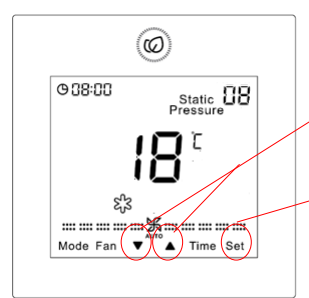 08:00
Static Pressure 08
18 °C
AUTO
Mode Fan ▼ ▲ Time Set